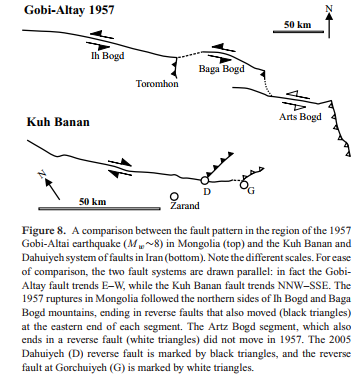 Gobi-Altay 1957
N
50 km
Ih Bogd
Baga Bogd
Toromhon
Arts Bogd
Kuh Banan
N
D
G
50 km
Zarand
Figure 8. A comparison between the fault pattern in the region of the 1957
Gobi-Altai earthquake (Mw~8) in Mongolia (top) and the Kuh Banan and
Dahuiyeh system of faults in Iran (bottom). Note the different scales. For ease
of comparison, the two fault systems are drawn parallel: in fact the Gobi-
Altay fault trends E–W, while the Kuh Banan fault trends NNW–SSE. The
1957 ruptures in Mongolia followed the northern sides of Ih Bogd and Baga
Bogd mountains, ending in reverse faults that also moved (black triangles)
at the eastern end of each segment. The Artz Bogd segment, which also
ends in a reverse fault (white triangles) did not move in 1957. The 2005
Dahuiyeh (D) reverse fault is marked by black triangles, and the reverse
fault at Gorchuiyeh (G) is marked by white triangles.